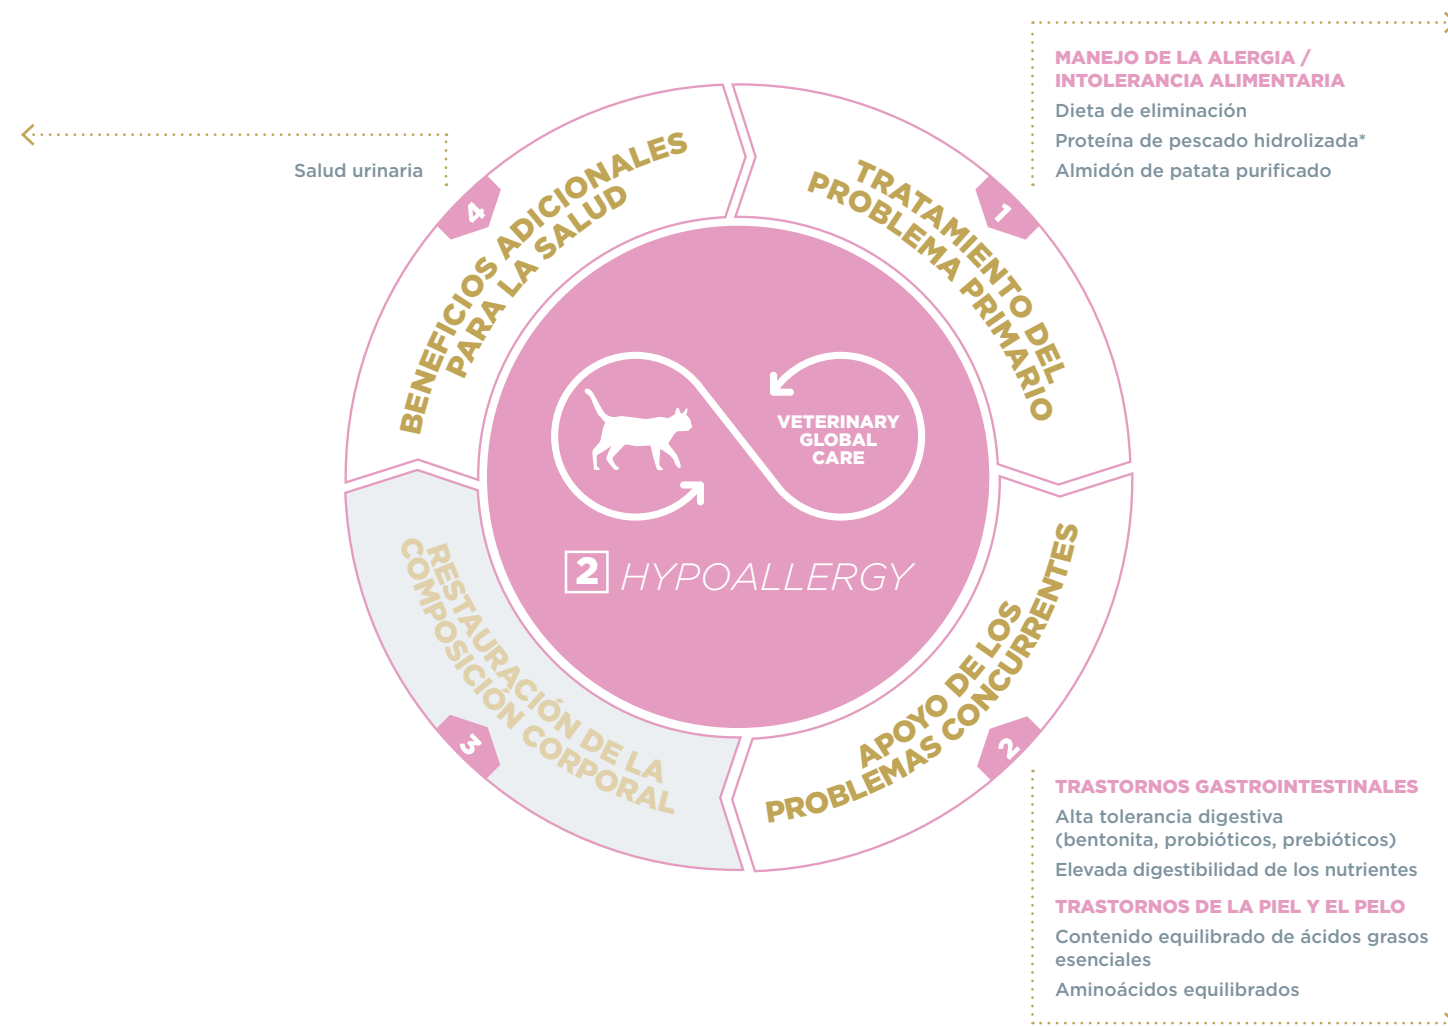 MANEJO DE LA ALERGIA /
INTOLERANCIA ALIMENTARIA
Dieta de eliminación
Proteína de pescado hidrolizada*
Almidón de patata purificado
Salud urinaria
4
BENEFICIOS ADICIONALES
PARA LA SALUD
1
TRATAMIENTO DEL
PROBLEMA PRIMARIO
VETERINARY
GLOBAL
CARE
2 HYPOALLERGY
3
RESTAURACIÓN DE LA
COMPOSICIÓN CORPORAL
2
APOYO DE LOS
PROBLEMAS CONCURRENTES
TRASTORNOS GASTROINTESTINALES
Alta tolerancia digestiva
(bentonita, probióticos, prebióticos)
Elevada digestibilidad de los nutrientes
TRASTORNOS DE LA PIEL Y EL PELO
Contenido equilibrado de ácidos grasos
esenciales
Aminoácidos equilibrados